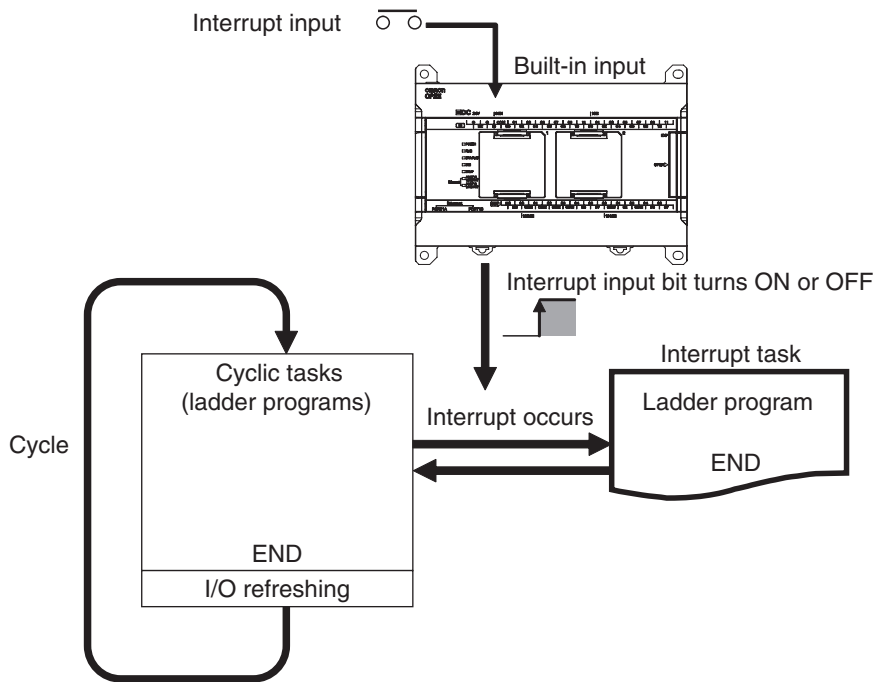 Interrupt input
Built-in input
Interrupt input bit turns ON or OFF
Interrupt task
Cyclic tasks
(ladder programs)
Ladder program
Interrupt occurs
Cycle
END
END
I/O refreshing